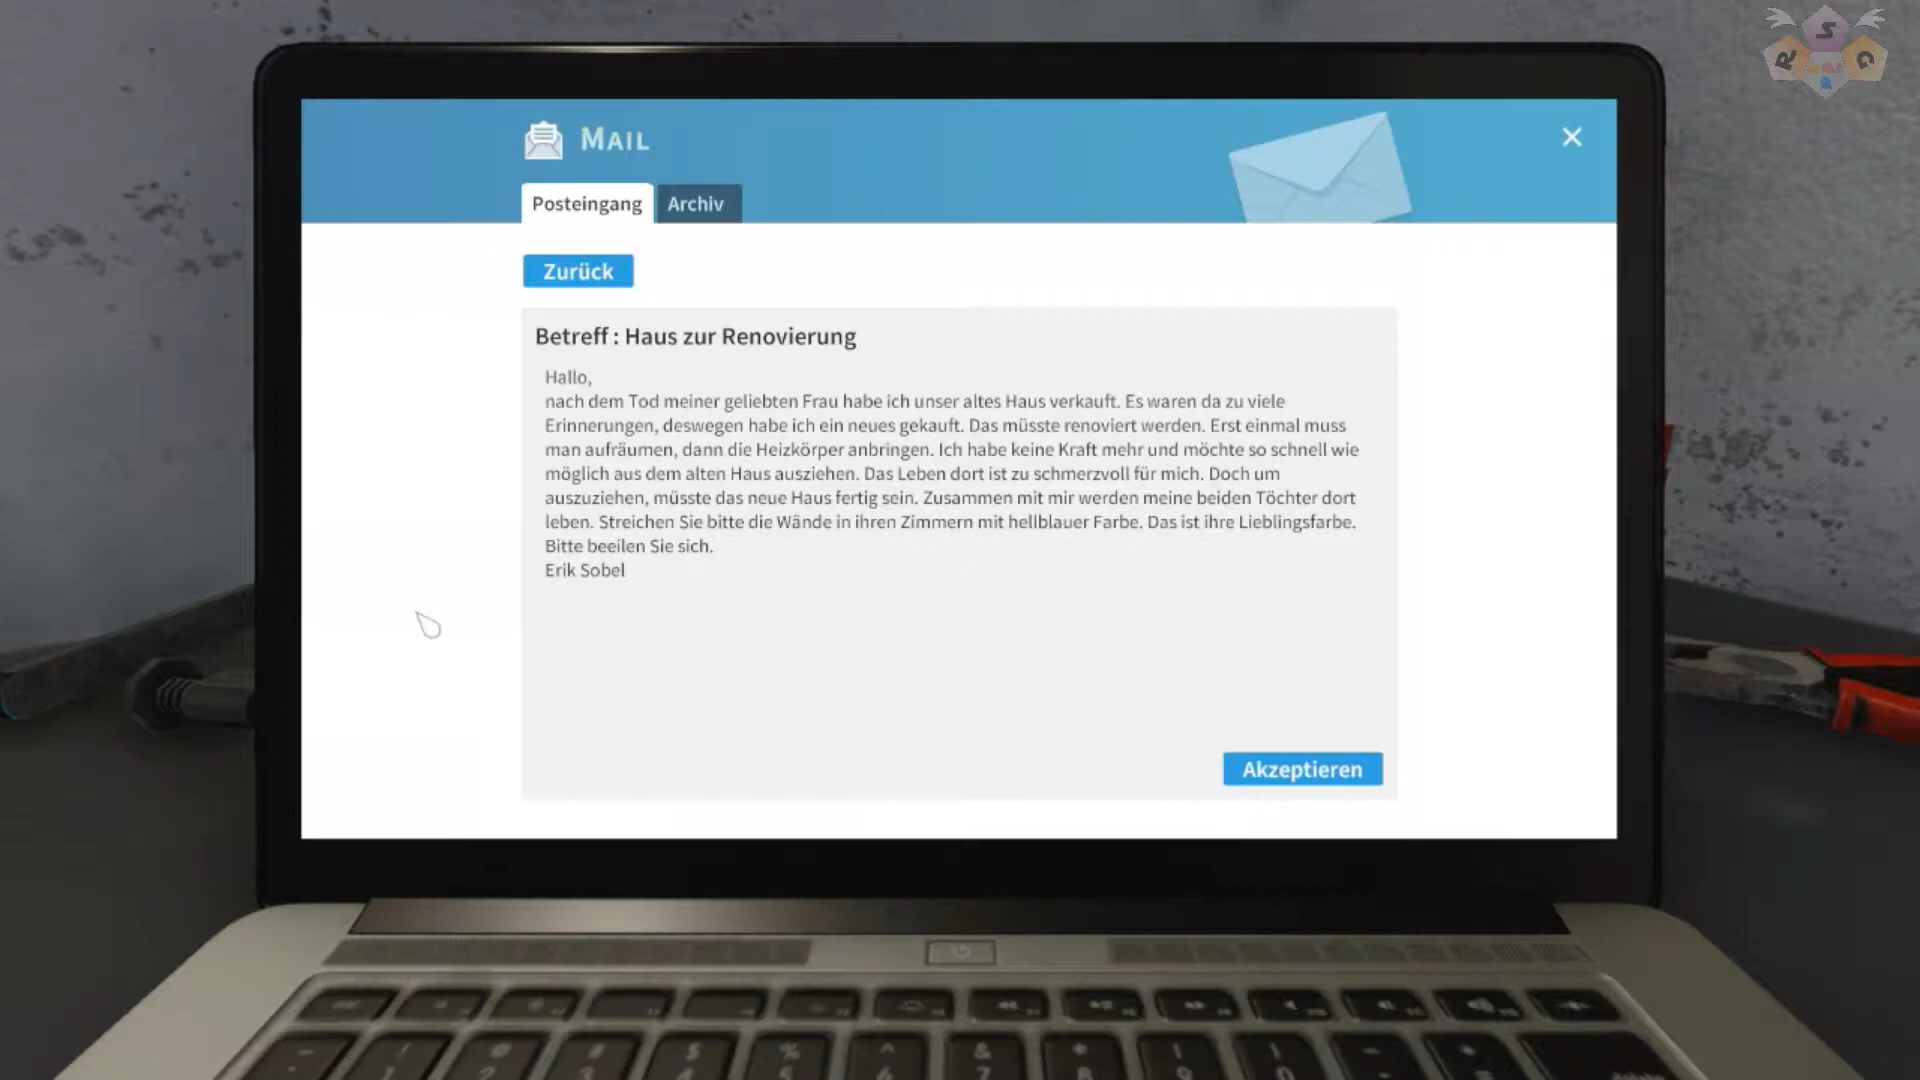 MAIL
Posteingang
Archiv
Zurück
Betreff : Haus zur Renovierung
Hallo,
nach dem Tod meiner geliebten Frau habe ich unser altes Haus verkauft. Es waren da zu viele
Erinnerungen, deswegen habe ich ein neues gekauft. Das müsste renoviert werden. Erst einmal muss
man aufräumen, dann die Heizkörper anbringen. Ich habe keine Kraft mehr und möchte so schnell wie
möglich aus dem alten Haus ausziehen. Das Leben dort ist zu schmerzvoll für mich. Doch um
auszuziehen, müsste das neue Haus fertig sein. Zusammen mit mir werden meine beiden Töchter dort
leben. Streichen Sie bitte die Wände in ihren Zimmern mit hellblauer Farbe. Das ist ihre Lieblingsfarbe.
Bitte beeilen Sie sich.
Erik Sobel
Akzeptieren